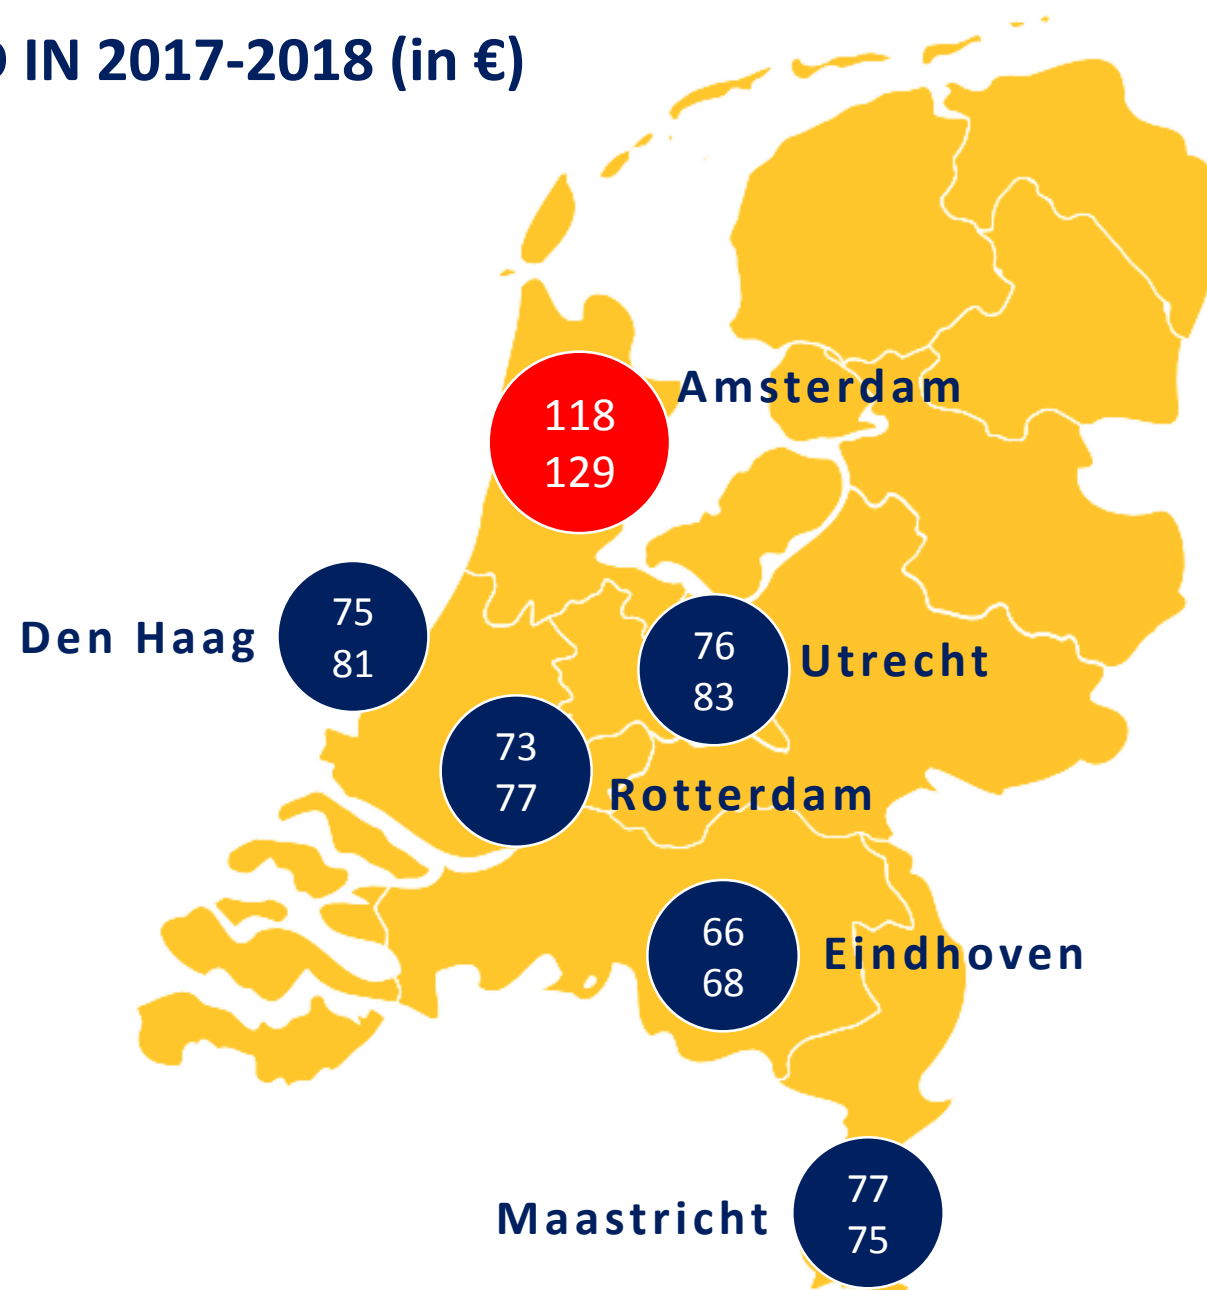 IN 2017-2018 (in €)
Amsterdam
118
129
Den Haag
75
81
76
83
Utrecht
73
77
Rotterdam
66
68
Eindhoven
Maastricht
77
75